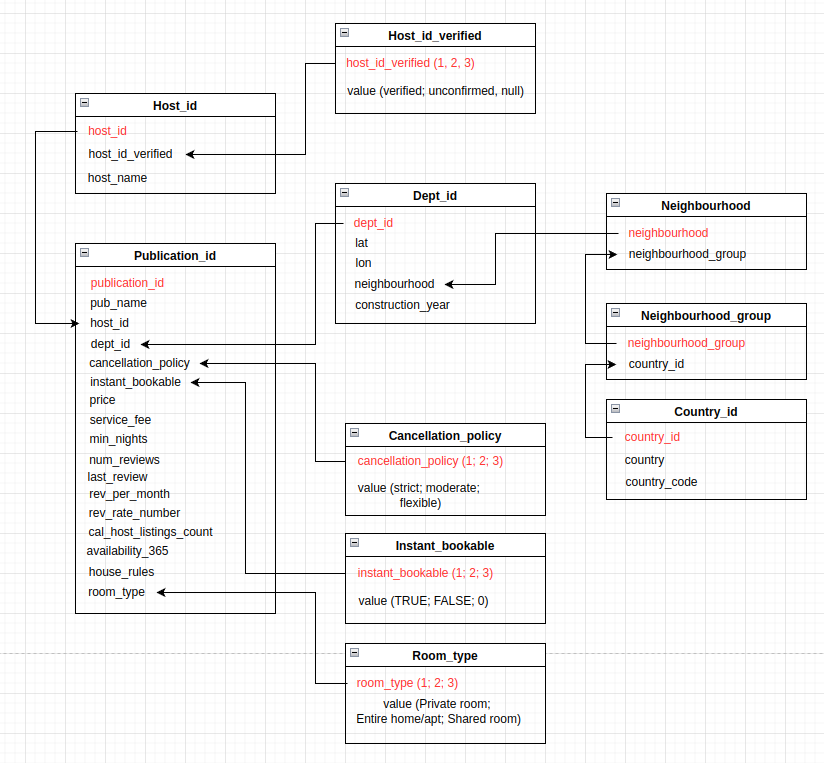 Host_id_verified
host_id_verified (1, 2, 3)
value (verified; unconfirmed, null)
Host_id
host_id
host_id_verified
host_name
Dept_id
dept_id
lat
lon
neighbourhood
construction_year
Neighbourhood
neighbourhood
neighbourhood_group
Publication_id
publication_id
pub_name
host_id
dept_id
cancellation_policy
instant_bookable
price
service_fee
min_nights
num_reviews
last_review
rev_per_month
rev_rate_number
cal_host_listings_count
availability_365
house_rules
room_type
Neighbourhood_group
neighbourhood_group
country_id
Country_id
country_id
country
country_code
Cancellation_policy
cancellation_policy (1; 2; 3)
value (strict; moderate;
flexible)
Instant_bookable
instant_bookable (1; 2; 3)
value (TRUE; FALSE; 0)
Room_type
room_type (1; 2; 3)
value (Private room;
Entire home/apt; Shared room)